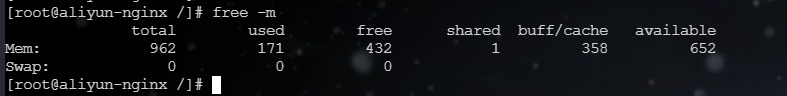 [root@aliyun-nginx /]# free -m
total used free shared buff/cache available
Mem: 962 171 432 1 358 652
Swap: 0 0 0
[root@aliyun-nginx /]#